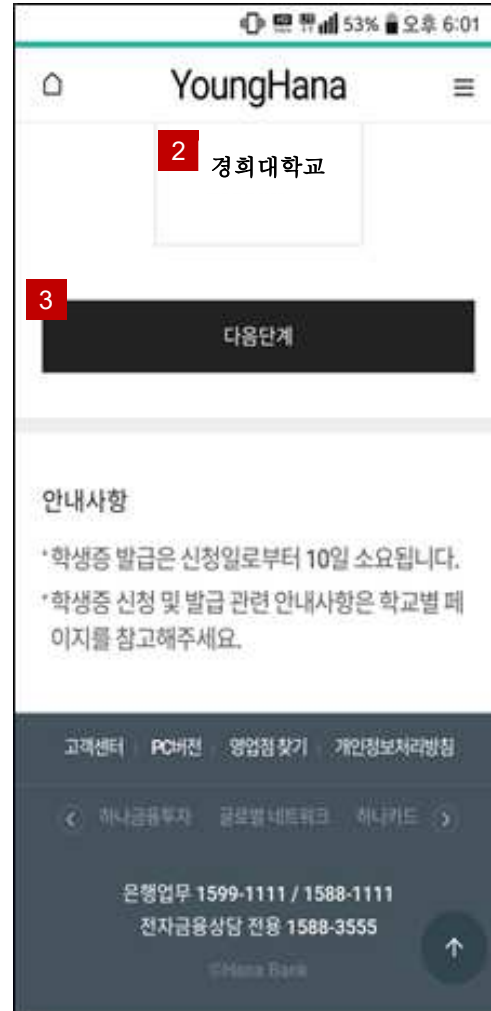 53% 오후 6:01
YoungHana
2 경희대학교
3
다음단계
안내사항
*학생증 발급은 신청일로부터 10일 소요됩니다.
*학생증 신청 및 발급 관련 안내사항은 학교별 페
이지를 참고해주세요.
고객센터 PC버전 영업점 찾기 개인정보처리방침
하나금융투자 글로벌 네트워크 하나카드
은행업무 1599-1111 / 1588-1111
전자금융상담 전용 1588-3555
©Hana Bank